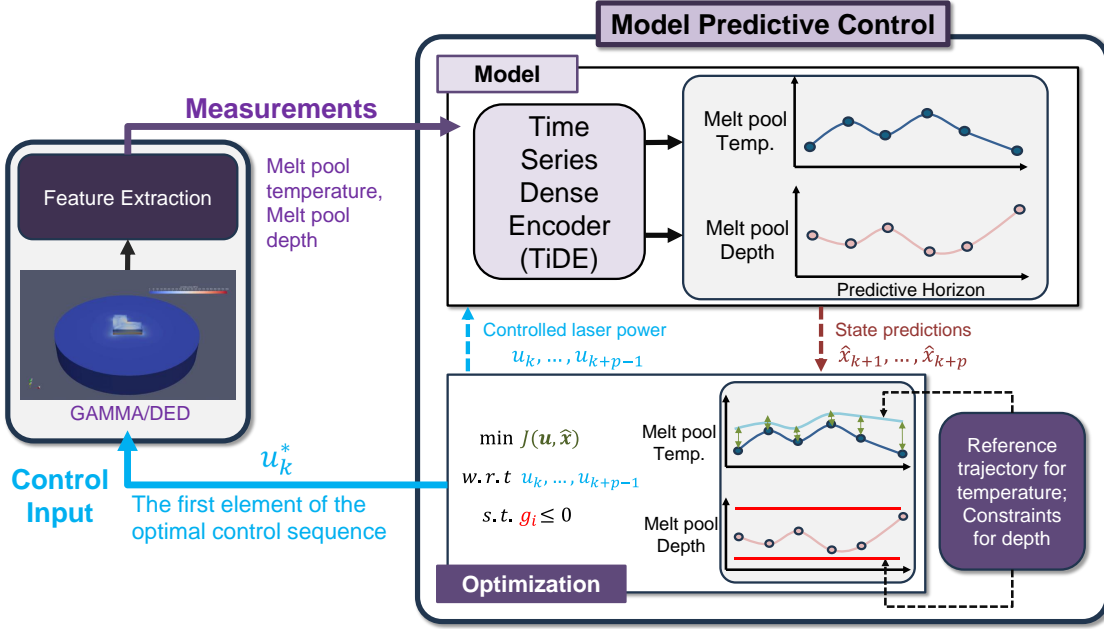 Model Predictive Control
Model
Measurements
Time
Series
Dense
Encoder
(TiDE)
Melt pool
Temp.
Melt pool
Depth
Predictive Horizon
Feature Extraction
Melt pool
temperature,
Melt pool
depth
GAMMA/DED
Controlled laser power
u_k, …, u_{k+p−1}
State predictions
x̂_{k+1}, …, x̂_{k+p}
min J(𝒖, 𝒙̂)
w.r.t u_k, …, u_{k+p−1}
s.t. g_i ≤ 0
Melt pool
Temp.
Melt pool
Depth
Reference
trajectory for
temperature;
Constraints
for depth
Optimization
u_k^*
Control
Input
The first element of the
optimal control sequence